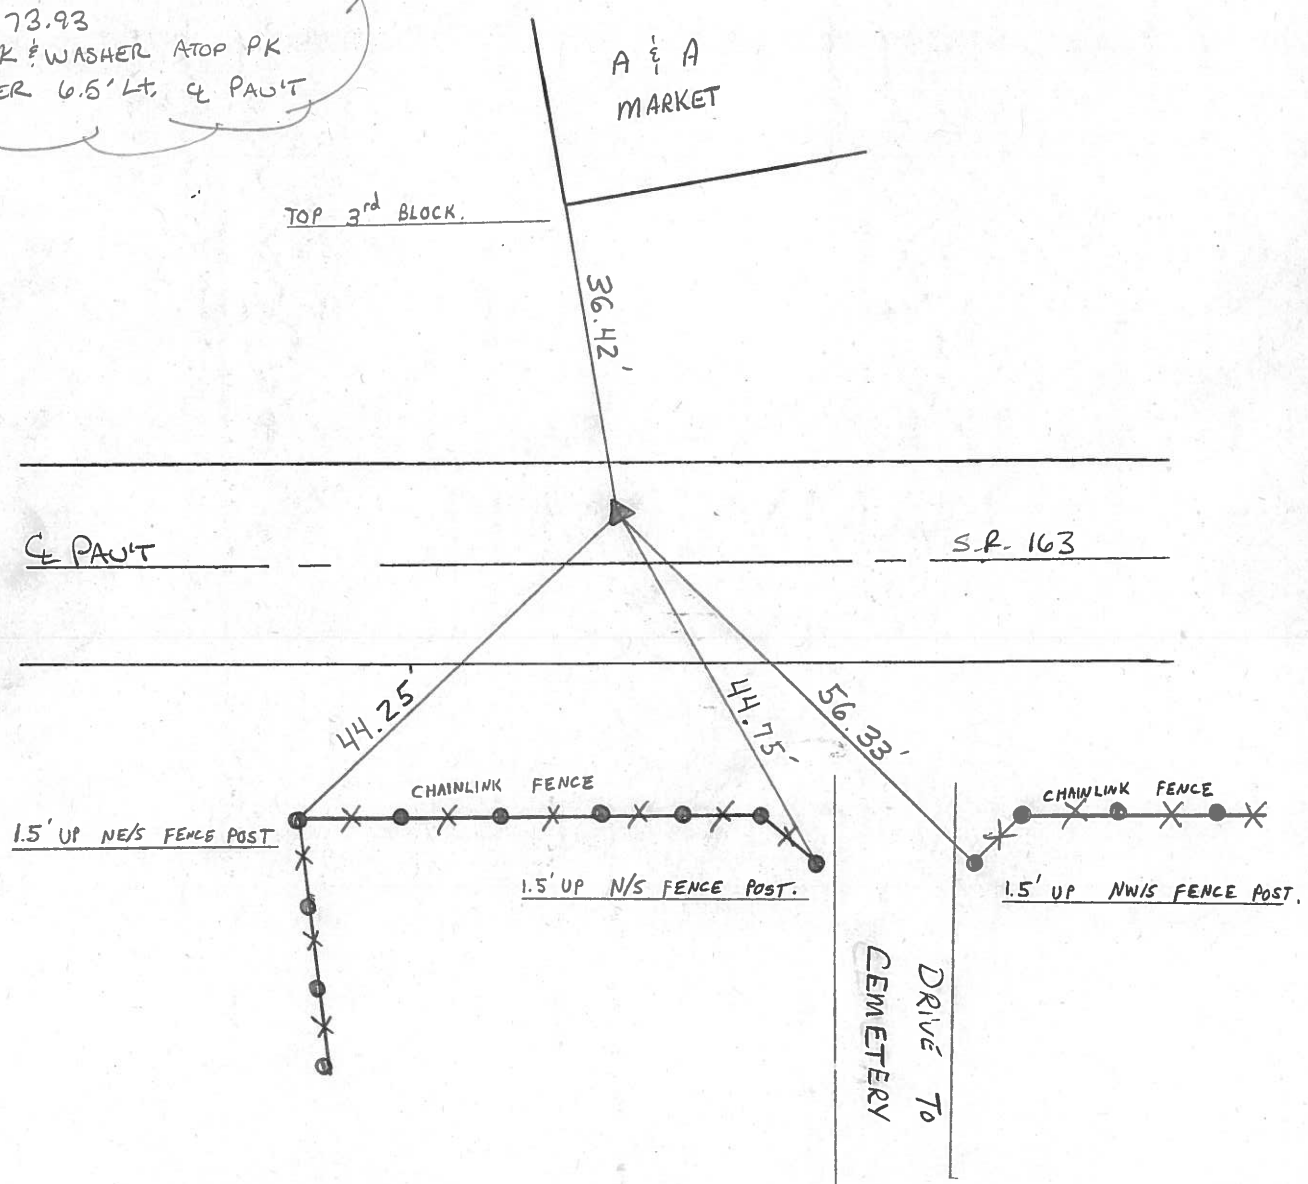 73.93
K & WASHER ATOP PK
ER 6.5' Lt. ℄ PAV'T
A & A
MARKET
TOP 3rd BLOCK.
36.42'
℄ PAV'T
S.R. 163
44.25'
44.75'
56.33'
CHAINLINK FENCE
CHAINLINK FENCE
1.5' UP NE/S FENCE POST
1.5' UP N/S FENCE POST.
1.5' UP NW/S FENCE POST.
DRIVE TO
CEMETERY